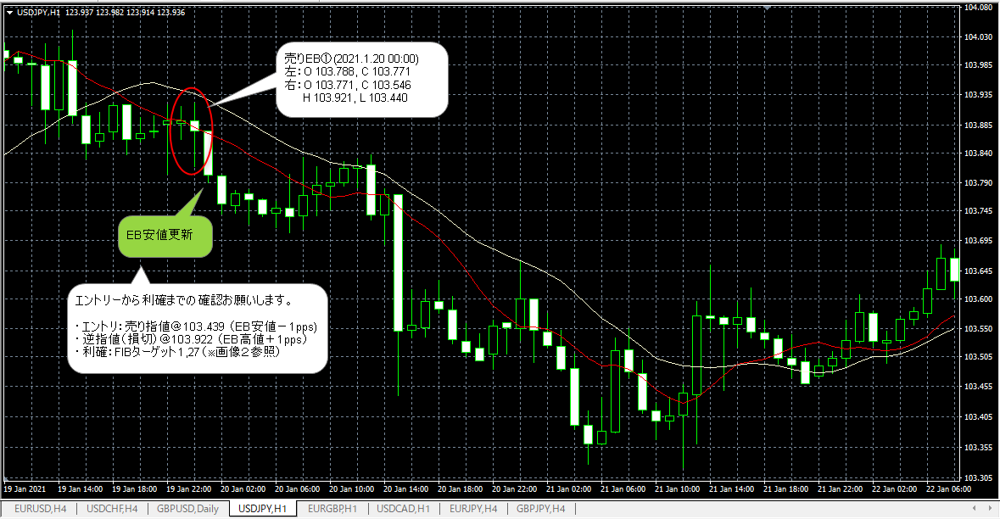 USDJPY,H1 123.937 123.982 123.914 123.936
104.080
104.030
103.985
103.935
103.885
103.840
103.790
103.745
103.695
103.645
103.600
103.550
103.505
103.455
103.405
103.355
103.305
売りEB①(2021.1.20 00:00)
左：O 103.788, C 103.771
右：O 103.771, C 103.546
H 103.921, L 103.440
EB安値更新
エントリーから利確までの確認お願いします。
・エントリ：売り指値＠103.439（EB安値－1pps)
・逆指値（損切）＠103.922（EB高値＋1pps）
・利確：FIBターゲット1,27（※画像２参照）
19 Jan 2021 19 Jan 14:00 19 Jan 18:00 19 Jan 22:00 20 Jan 02:00 20 Jan 06:00 20 Jan 10:00 20 Jan 14:00 20 Jan 18:00 20 Jan 22:00 21 Jan 02:00 21 Jan 06:00 21 Jan 10:00 21 Jan 14:00 21 Jan 18:00 21 Jan 22:00 22 Jan 02:00 22 Jan 06:00
EURUSD,H4 USDCHF,H4 GBPUSD,Daily USDJPY,H1 EURGBP,H1 USDCAD,H1 EURJPY,H4 GBPJPY,H4